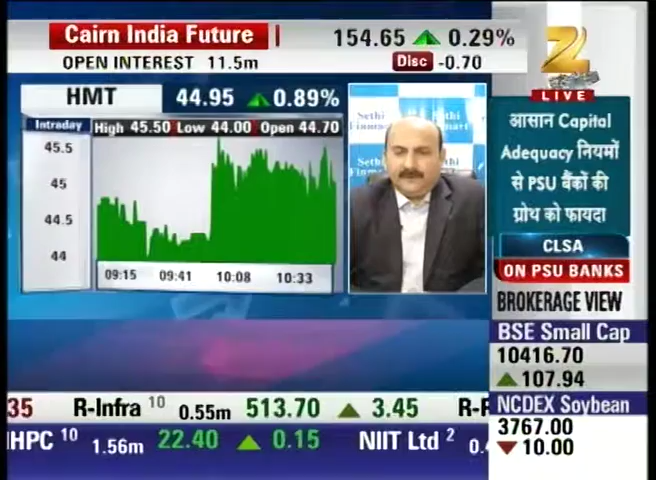 Cairn India Future
154.65 0.29%
OPEN INTEREST 11.5m
Disc -0.70
LIVE
HMT 44.95 0.89%
Intraday High 45.50 Low 44.00 Open 44.70
45.5
45
44.5
44
09:15 09:41 10:08 10:33
Sethi
Finmart
आसान Capital
Adequacy नियमों
से PSU बैंकों की
ग्रोथ को फायदा
CLSA
ON PSU BANKS
BROKERAGE VIEW
BSE Small Cap
10416.70
107.94
NCDEX Soybean
3767.00
10.00
35 R-Infra 10 0.55m 513.70 3.45
HPC 10 1.56m 22.40 0.15 NIIT Ltd 2